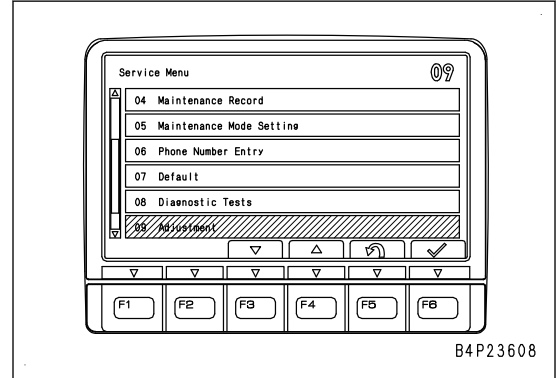 Service Menu 09
04 Maintenance Record
05 Maintenance Mode Setting
06 Phone Number Entry
07 Default
08 Diagnostic Tests
09 Adjustment
F1 F2 F3 F4 F5 F6
B4P23608